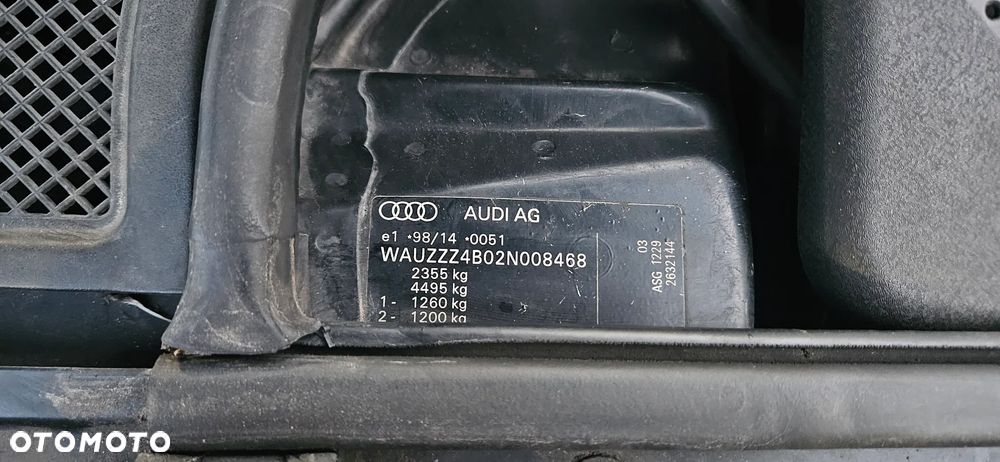 AUDI AG
e1 *98/14 *0051
WAUZZZ4B02N008468
2355 kg
4495 kg
1- 1260 kg
2- 1200 kg
03
ASG 1229
2632144
OTOMOTO